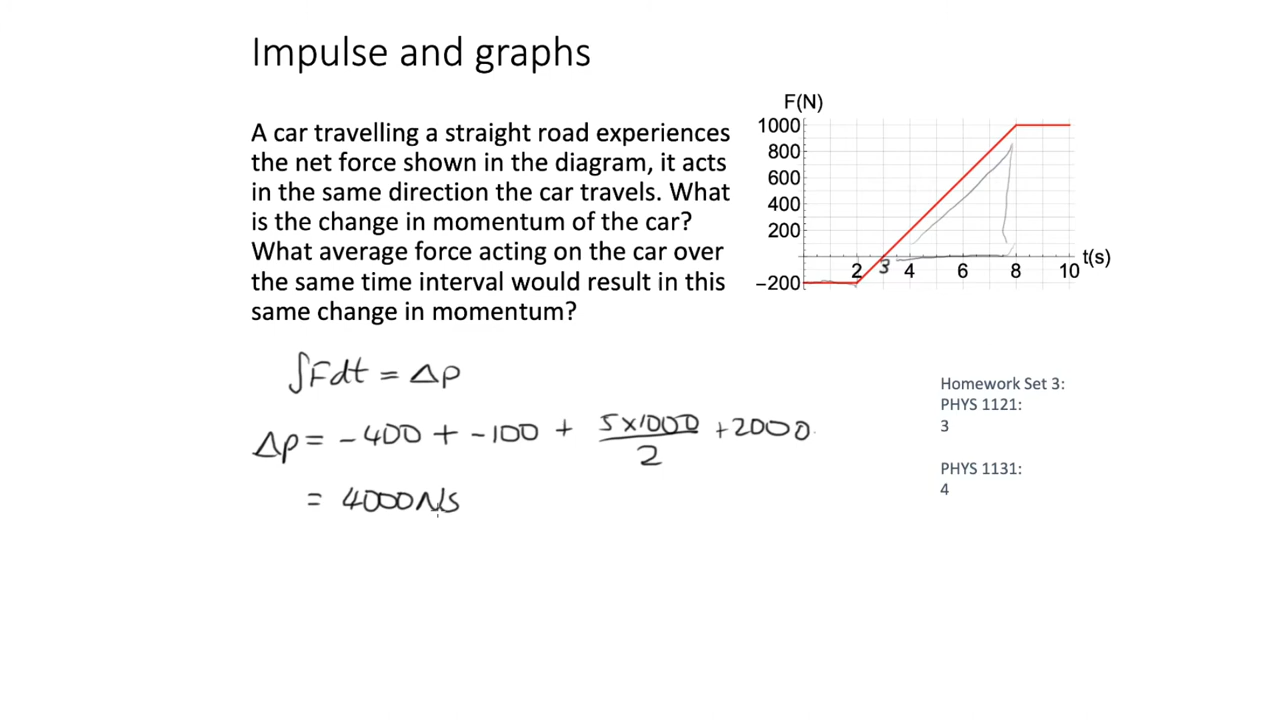 Impulse and graphs
A car travelling a straight road experiences
the net force shown in the diagram, it acts
in the same direction the car travels. What
is the change in momentum of the car?
What average force acting on the car over
the same time interval would result in this
same change in momentum?
F(N)
1000
800
600
400
200
−200
2 3 4 6 8 10 t(s)
∫Fdt = Δp
Δp = -400 + -100 + 5×1000/2 + 2000
= 4000Ns
Homework Set 3:
PHYS 1121:
3
PHYS 1131:
4